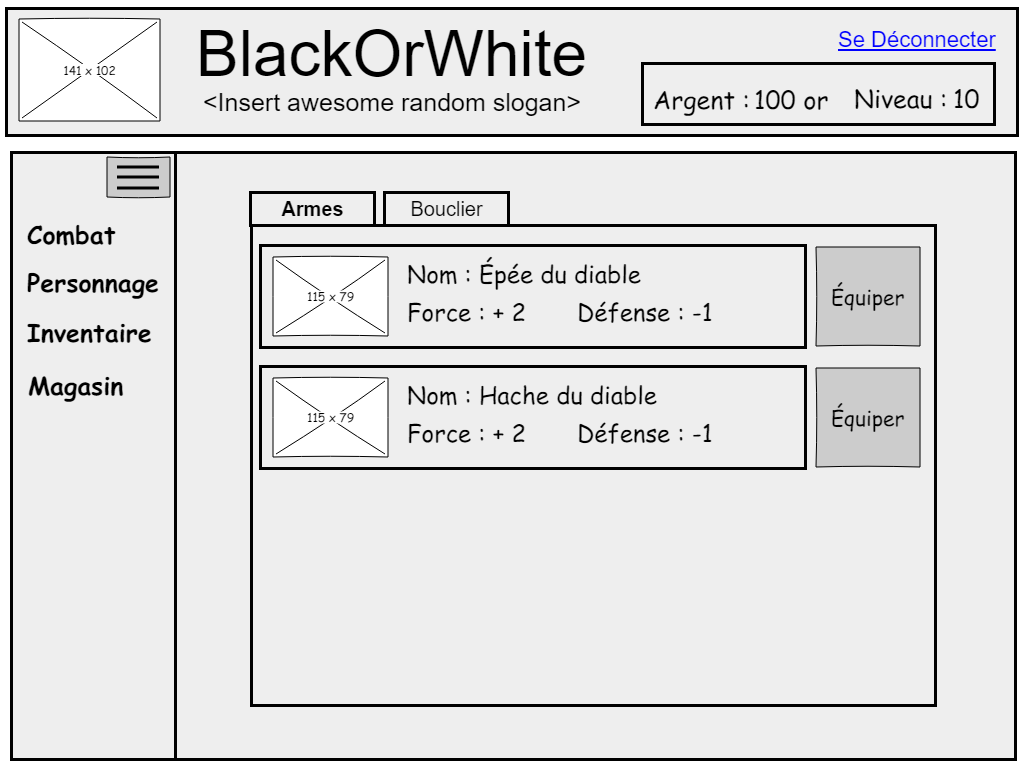 141 x 102
BlackOrWhite
<Insert awesome random slogan>
Se Déconnecter
Argent : 100 or Niveau : 10
Combat
Personnage
Inventaire
Magasin
Armes Bouclier
115 x 79
Nom : Épée du diable
Force : + 2 Défense : -1
Équiper
115 x 79
Nom : Hache du diable
Force : + 2 Défense : -1
Équiper